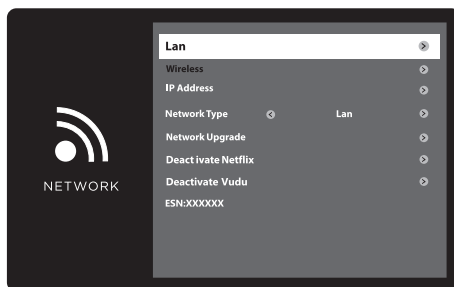 NETWORK
Lan
Wireless
IP Address
Network Type Lan
Network Upgrade
Deact ivate Netflix
Deactivate Vudu
ESN:XXXXXX